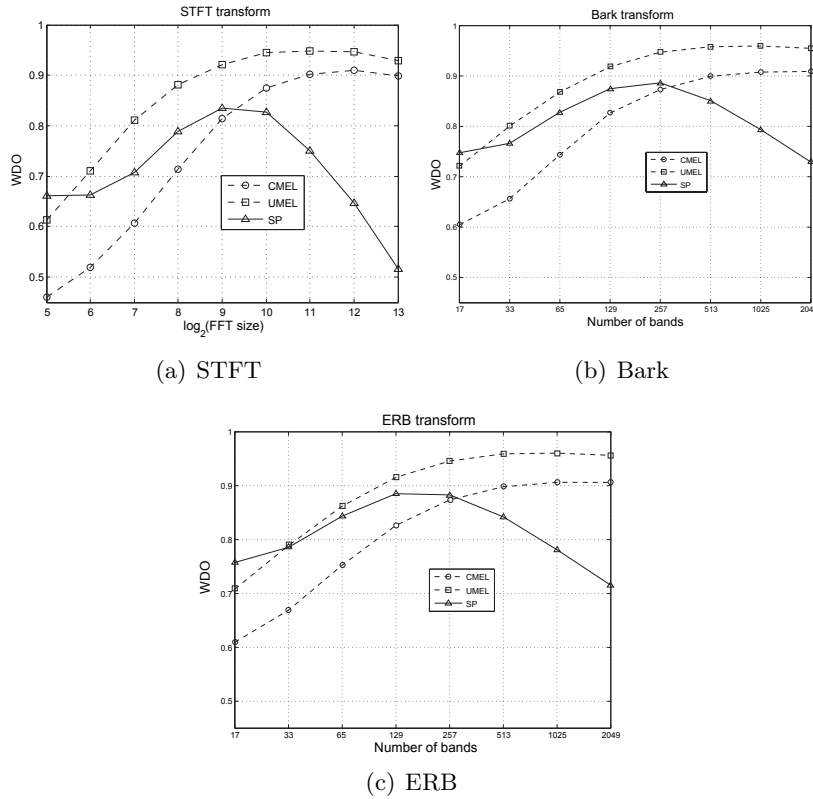 STFT transform
1
0.9
0.8
0.7
0.6
0.5
WDO
CMEL
UMEL
SP
5 6 7 8 9 10 11 12 13
log2(FFT size)
(a) STFT
Bark transform
1
0.9
0.8
0.7
0.6
0.5
WDO
CMEL
UMEL
SP
17 33 65 129 257 513 1025 204
Number of bands
(b) Bark
ERB transform
1
0.9
0.8
0.7
0.6
0.5
WDO
CMEL
UMEL
SP
17 33 65 129 257 513 1025 2049
Number of bands
(c) ERB